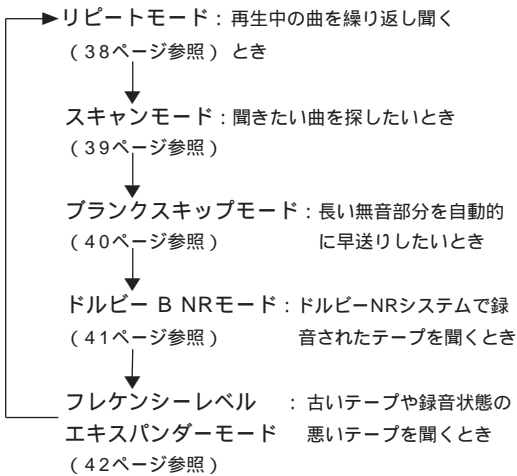 リピートモード：再生中の曲を繰り返し聞く
（38ページ参照）とき
スキャンモード：聞きたい曲を探したいとき
（39ページ参照）
ブランクスキップモード：長い無音部分を自動的
（40ページ参照） に早送りしたいとき
ドルビー B NRモード：ドルビーNRシステムで録
（41ページ参照） 音されたテープを聞くとき
フレケンシーレベル ：古いテープや録音状態の
エキスパンダーモード 悪いテープを聞くとき
（42ページ参照）